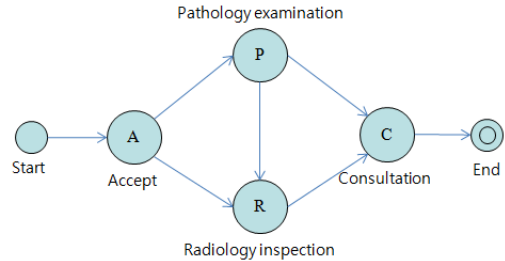 Pathology examination
P
A
C
Start
Accept
Consultation
End
R
Radiology inspection